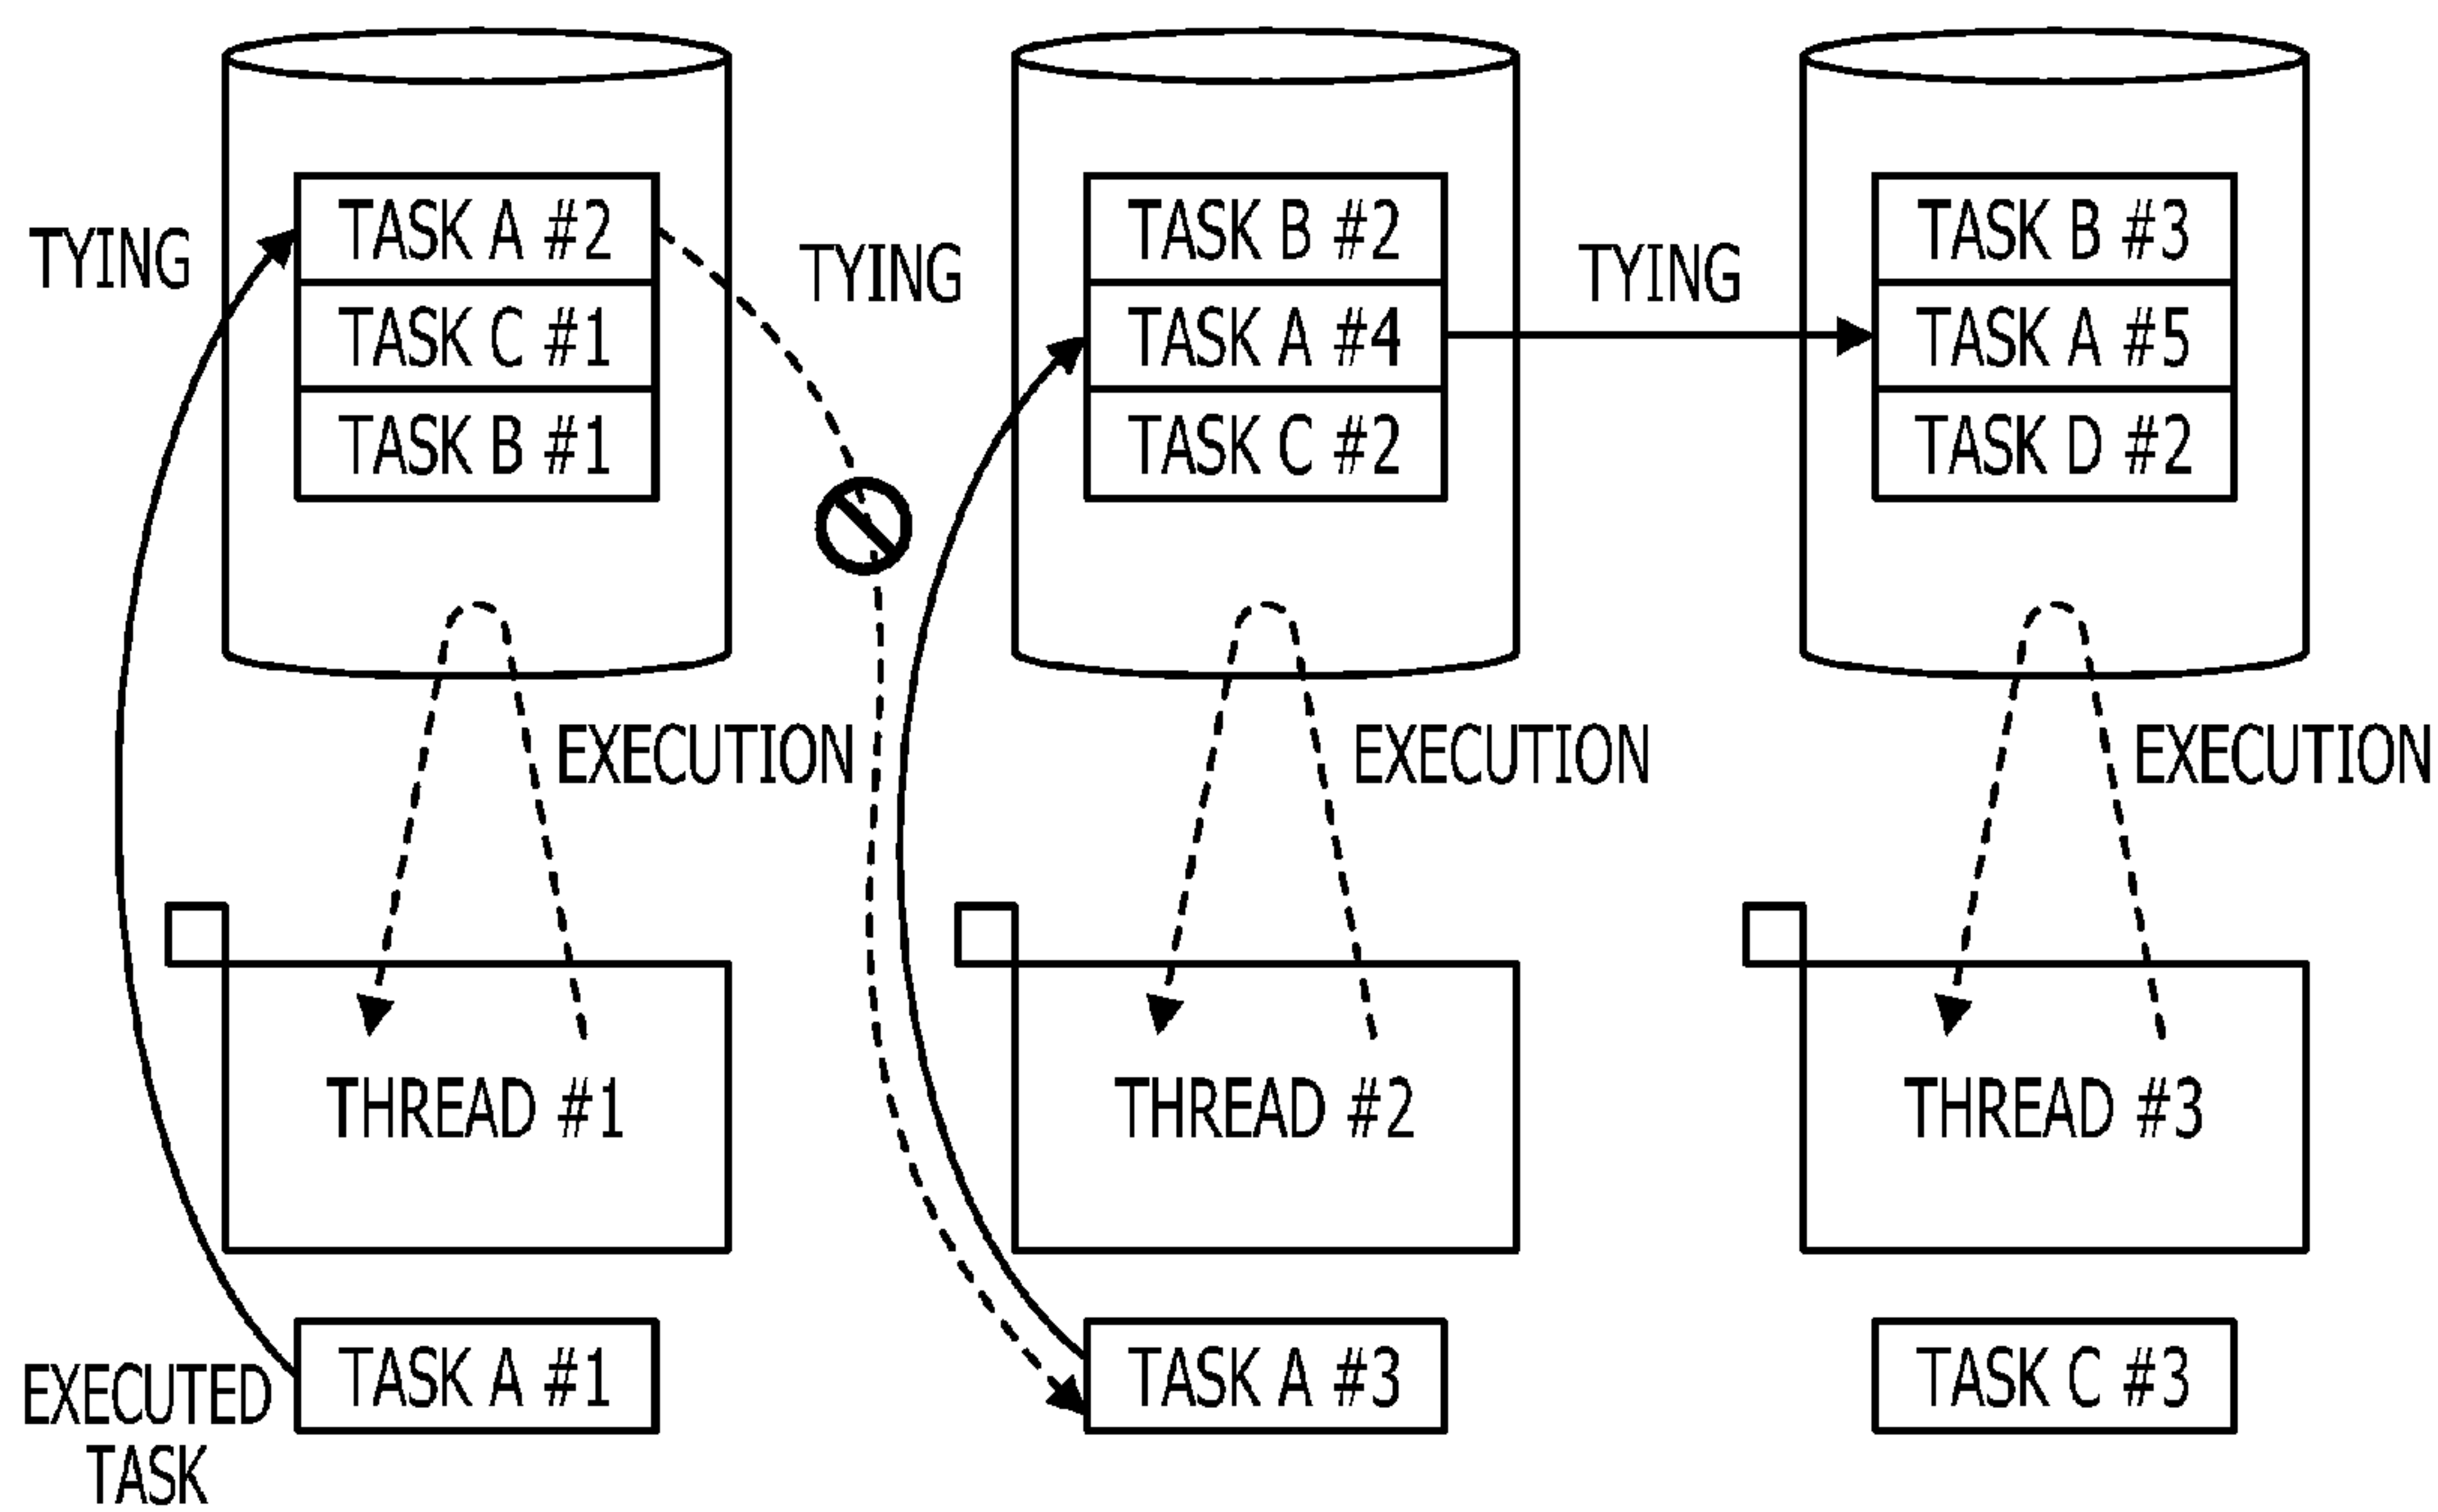 TYING
TASK A #2
TASK C #1
TASK B #1
TYING
TASK B #2
TASK A #4
TASK C #2
TYING
TASK B #3
TASK A #5
TASK D #2
EXECUTION
EXECUTION
EXECUTION
THREAD #1
THREAD #2
THREAD #3
EXECUTED
TASK
TASK A #1
TASK A #3
TASK C #3